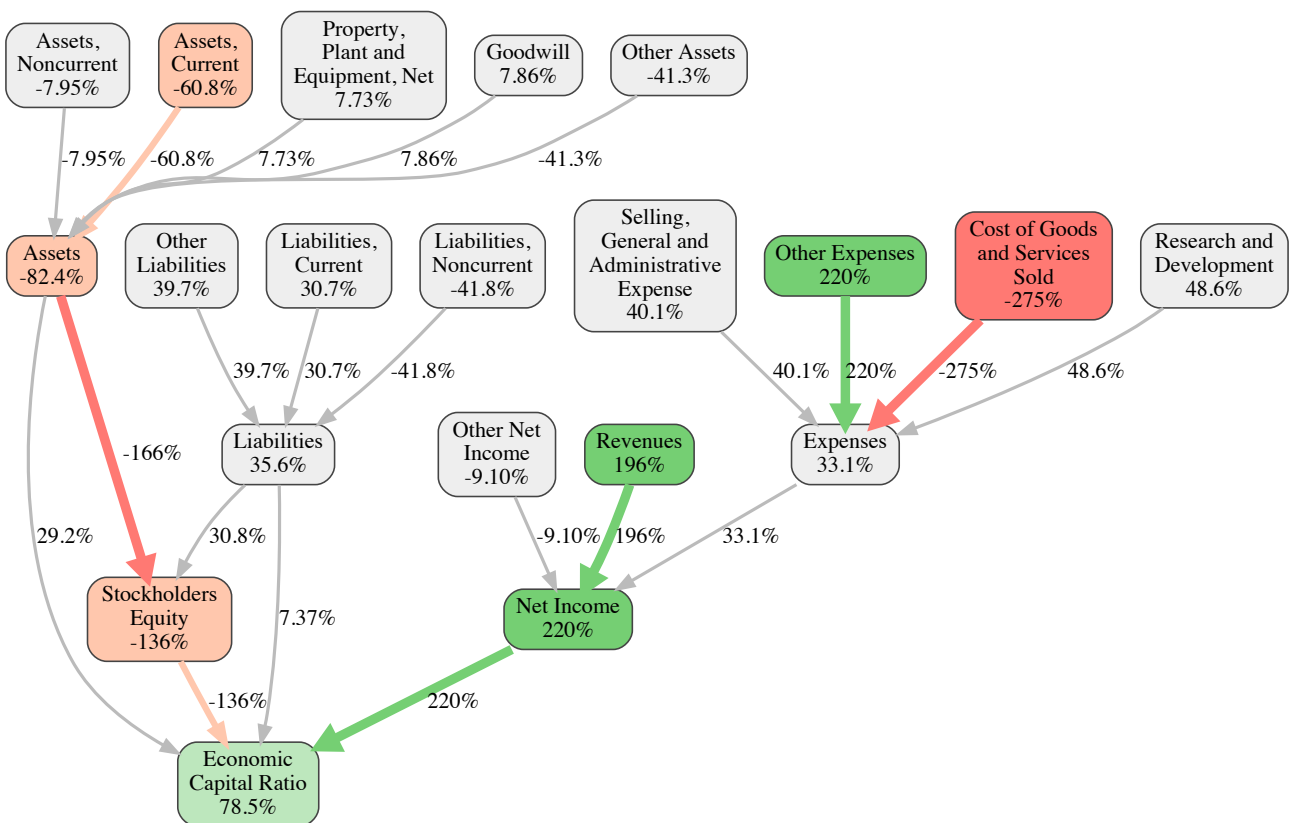 Assets,
Noncurrent
-7.95%
Assets,
Current
-60.8%
Property,
Plant and
Equipment, Net
7.73%
Goodwill
7.86%
Other Assets
-41.3%
-7.95%
-60.8%
7.73%
7.86%
-41.3%
Assets
-82.4%
Other
Liabilities
39.7%
Liabilities,
Current
30.7%
Liabilities,
Noncurrent
-41.8%
Selling,
General and
Administrative
Expense
40.1%
Other Expenses
220%
Cost of Goods
and Services
Sold
-275%
Research and
Development
48.6%
39.7%
30.7%
-41.8%
40.1%
220%
-275%
48.6%
-166%
Liabilities
35.6%
Other Net
Income
-9.10%
Revenues
196%
Expenses
33.1%
29.2%
30.8%
-9.10%
196%
33.1%
Stockholders
Equity
-136%
7.37%
Net Income
220%
-136%
220%
Economic
Capital Ratio
78.5%